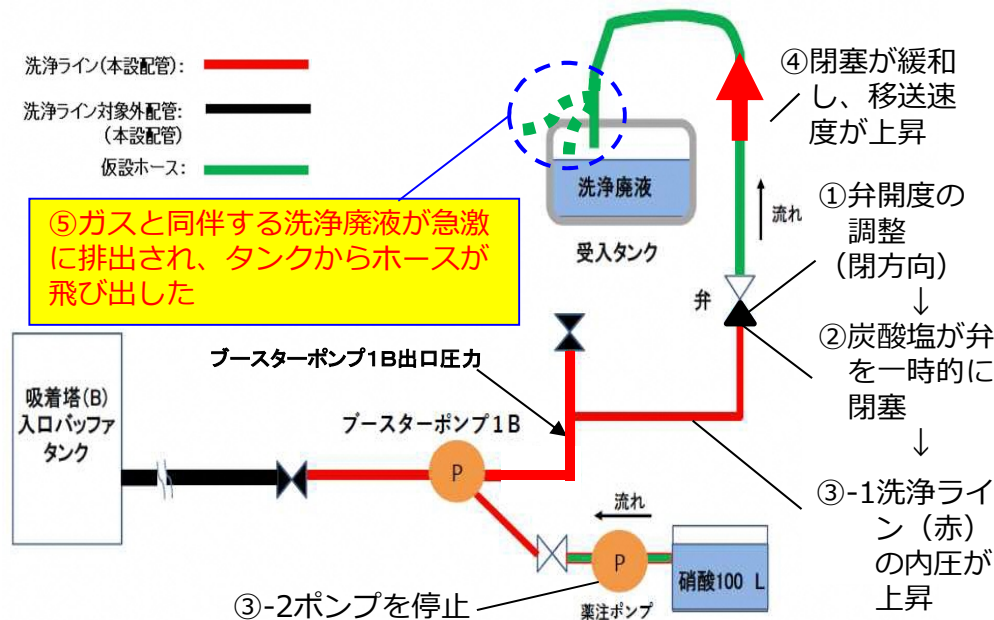 洗浄ライン(本設配管):
洗浄ライン対象外配管:
(本設配管)
仮設ホース:
⑤ガスと同伴する洗浄廃液が急激
に排出され、タンクからホースが
飛び出した
洗浄廃液
受入タンク
④閉塞が緩和
し、移送速
度が上昇
流れ
①弁開度の
調整
(閉方向)
↓
②炭酸塩が弁
を一時的に
閉塞
↓
③-1洗浄ライ
ン(赤)
の内圧が
上昇
弁
ブースターポンプ1B出口圧力
吸着塔(B)
入口バッファ
タンク
ブースターポンプ1B
P
流れ
P
薬注ポンプ
硝酸100 L
③-2ポンプを停止